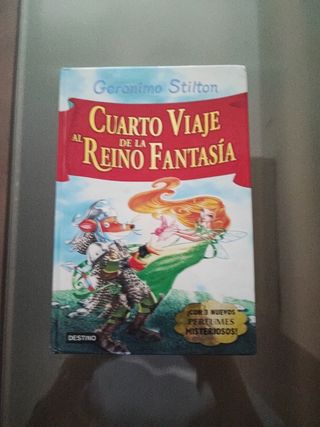 Geronimo Stilton
CUARTO VIAJE
AL REINO DE LA FANTASÍA
¡CON 3 NUEVOS
PERFUMES
MISTERIOSOS!
DESTINO